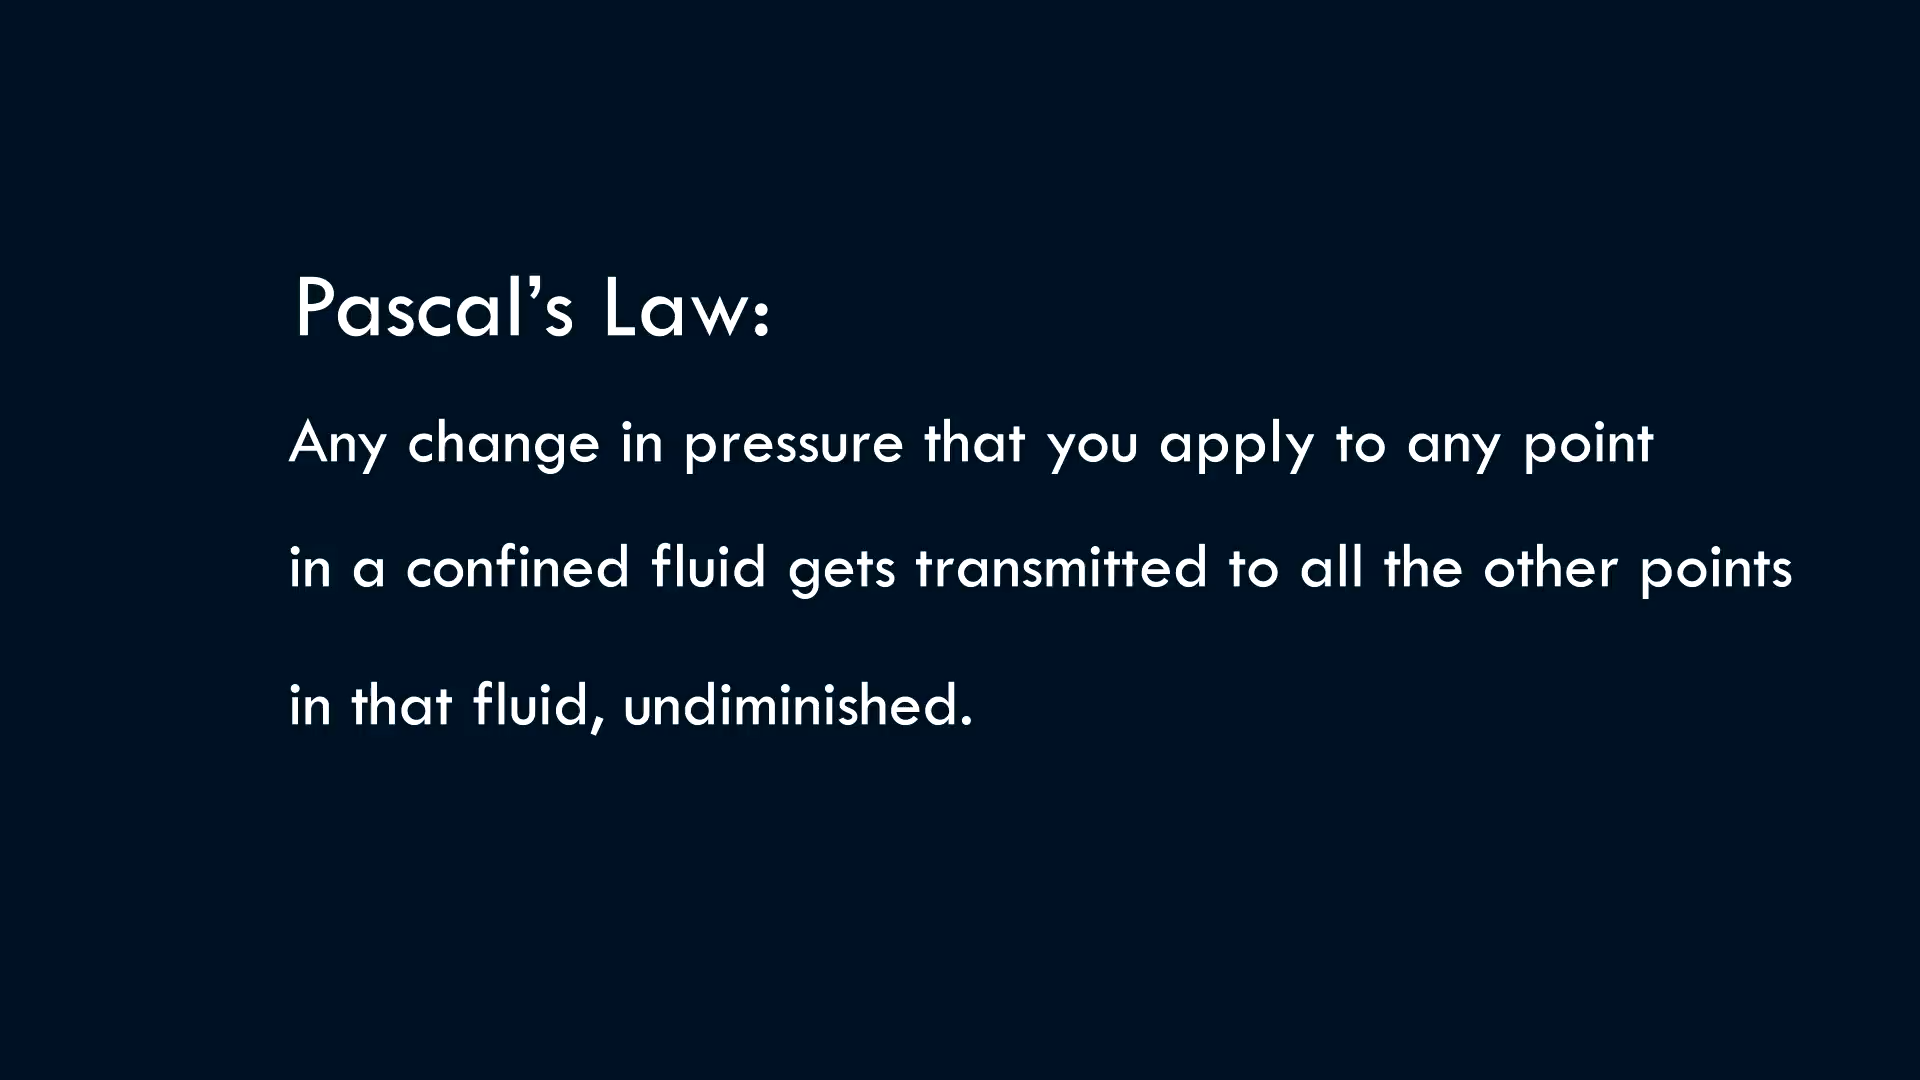 Pascal’s Law:
Any change in pressure that you apply to any point
in a confined fluid gets transmitted to all the other points
in that fluid, undiminished.